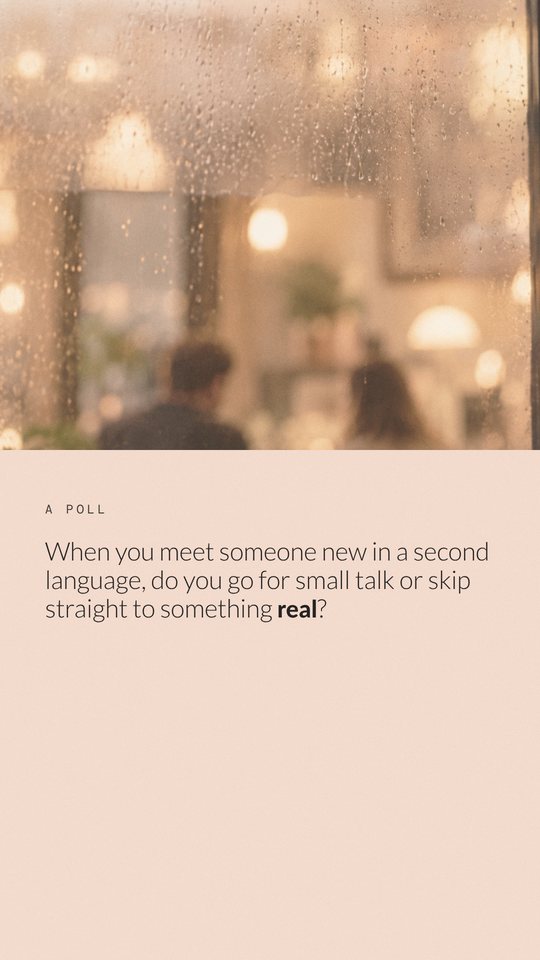 A POLL
When you meet someone new in a second
language, do you go for small talk or skip
straight to something real?